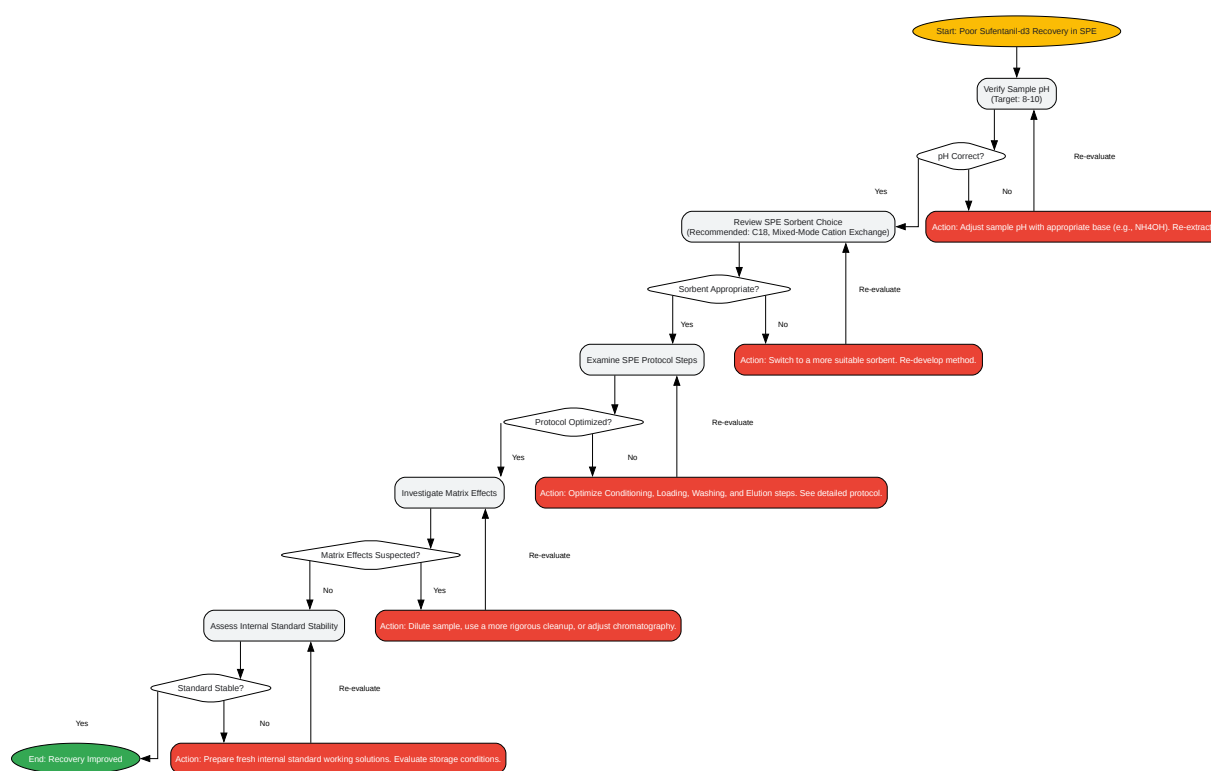 Start: Poor Sufentanil-d3 Recovery in SPE
Verify Sample pH
(Target: 8-10)
pH Correct?
Re-evaluate
Yes
No
Review SPE Sorbent Choice
(Recommended: C18, Mixed-Mode Cation Exchange)
Action: Adjust sample pH with appropriate base (e.g., NH4OH). Re-extract
Sorbent Appropriate?
Re-evaluate
Yes
No
Examine SPE Protocol Steps
Action: Switch to a more suitable sorbent. Re-develop method.
Protocol Optimized?
Re-evaluate
Yes
No
Investigate Matrix Effects
Action: Optimize Conditioning, Loading, Washing, and Elution steps. See detailed protocol.
Matrix Effects Suspected?
Re-evaluate
No
Yes
Assess Internal Standard Stability
Action: Dilute sample, use a more rigorous cleanup, or adjust chromatography.
Standard Stable?
Re-evaluate
Yes
No
End: Recovery Improved
Action: Prepare fresh internal standard working solutions. Evaluate storage conditions.